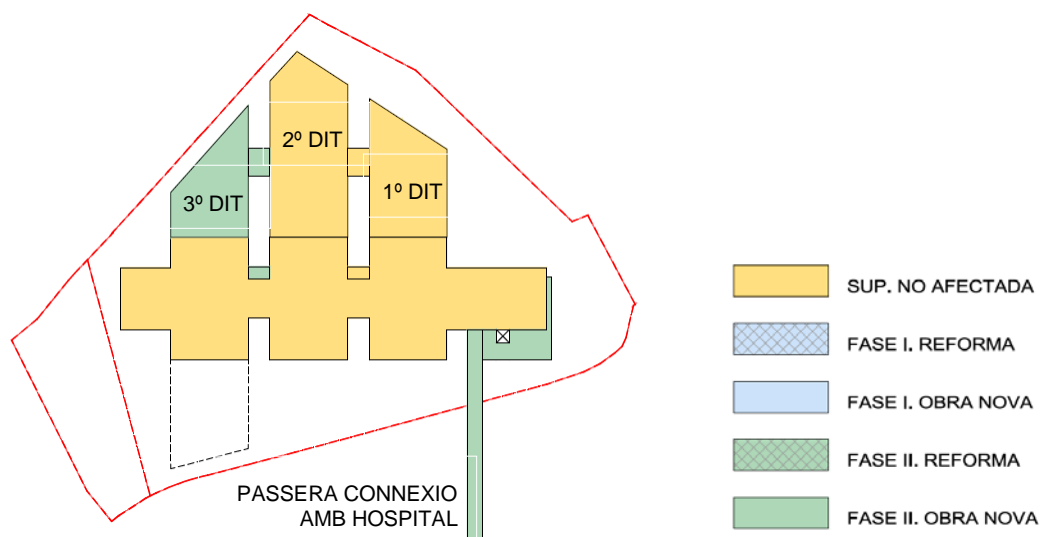 2º DIT
1º DIT
3º DIT
PASSERA CONNEXIO
AMB HOSPITAL
SUP. NO AFECTADA
FASE I. REFORMA
FASE I. OBRA NOVA
FASE II. REFORMA
FASE II. OBRA NOVA